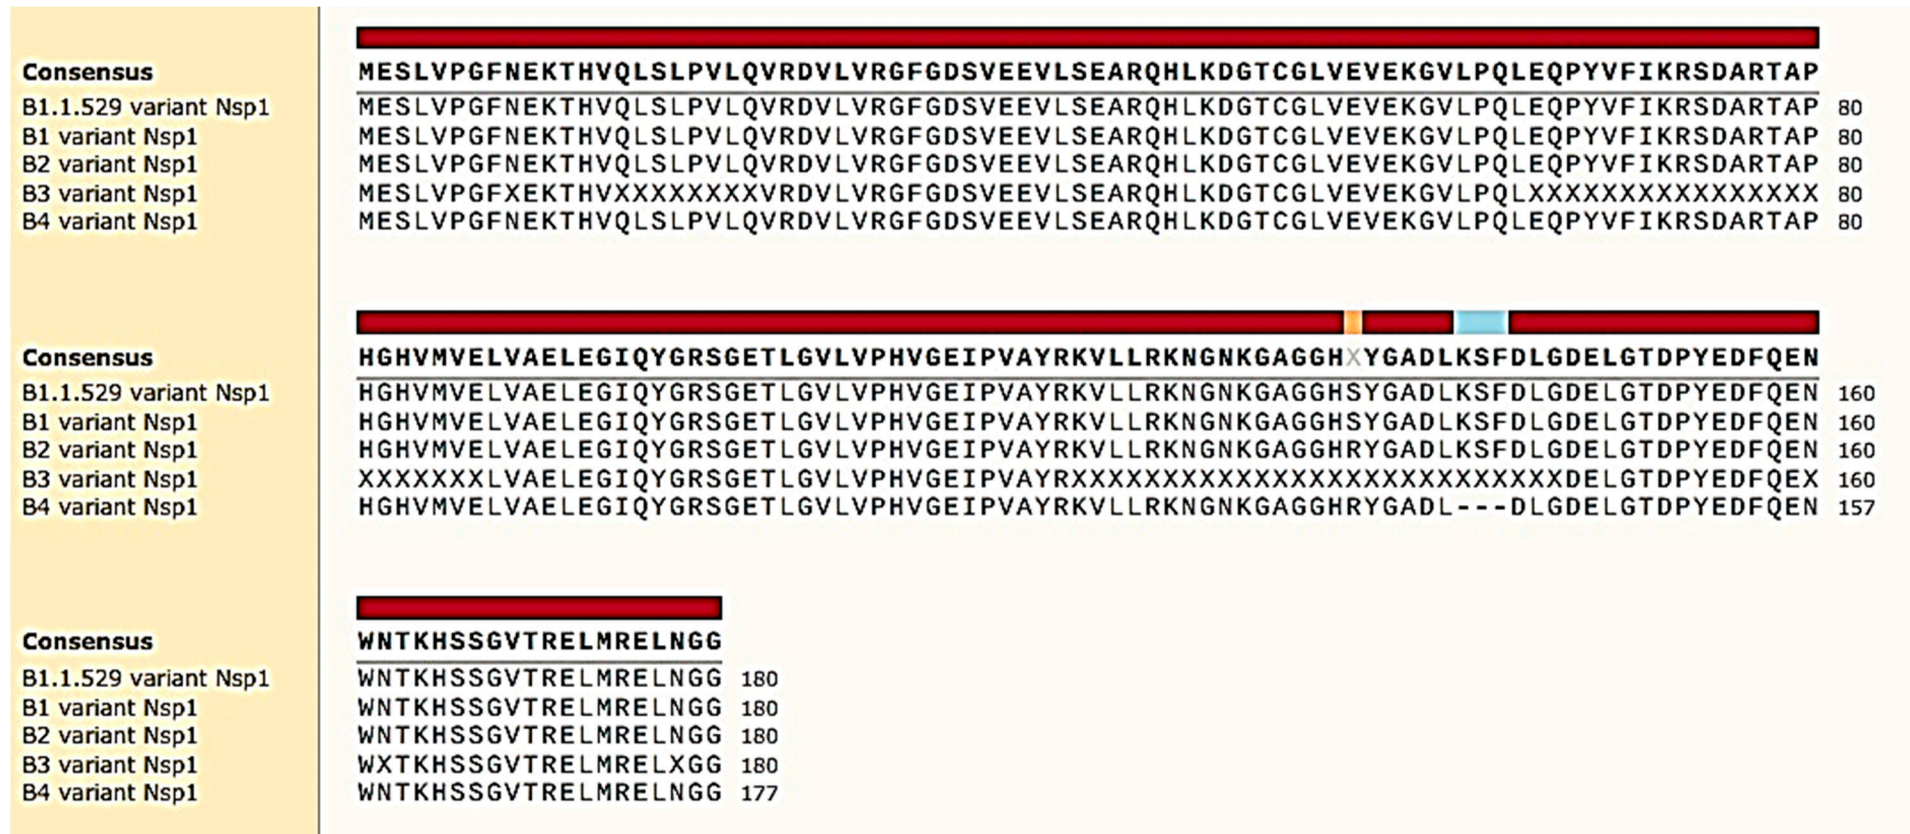 Consensus MESLVPGFNEKTHVQLSLPVLQVRDVLVRGFGDSVEEVLSEARQHLKDGTCGLVEVEKGVLPQLEQPYVFIKRSDARTAP
B1.1.529 variant Nsp1 MESLVPGFNEKTHVQLSLPVLQVRDVLVRGFGDSVEEVLSEARQHLKDGTCGLVEVEKGVLPQLEQPYVFIKRSDARTAP 80
B1 variant Nsp1 MESLVPGFNEKTHVQLSLPVLQVRDVLVRGFGDSVEEVLSEARQHLKDGTCGLVEVEKGVLPQLEQPYVFIKRSDARTAP 80
B2 variant Nsp1 MESLVPGFNEKTHVQLSLPVLQVRDVLVRGFGDSVEEVLSEARQHLKDGTCGLVEVEKGVLPQLEQPYVFIKRSDARTAP 80
B3 variant Nsp1 MESLVPGFXEKTHVXXXXXXXXVRDVLVRGFGDSVEEVLSEARQHLKDGTCGLVEVEKGVLPQLXXXXXXXXXXXXXXXX 80
B4 variant Nsp1 MESLVPGFNEKTHVQLSLPVLQVRDVLVRGFGDSVEEVLSEARQHLKDGTCGLVEVEKGVLPQLEQPYVFIKRSDARTAP 80
Consensus HGHVMVELVAELEGIQYGRSGETLGVLVPHVGEIPVAYRKVLLRKNGNKGAGGHXYGADLKSFDLGDELGTDPYEDFQEN
B1.1.529 variant Nsp1 HGHVMVELVAELEGIQYGRSGETLGVLVPHVGEIPVAYRKVLLRKNGNKGAGGHSYGADLKSFDLGDELGTDPYEDFQEN 160
B1 variant Nsp1 HGHVMVELVAELEGIQYGRSGETLGVLVPHVGEIPVAYRKVLLRKNGNKGAGGHSYGADLKSFDLGDELGTDPYEDFQEN 160
B2 variant Nsp1 HGHVMVELVAELEGIQYGRSGETLGVLVPHVGEIPVAYRKVLLRKNGNKGAGGHRYGADLKSFDLGDELGTDPYEDFQEN 160
B3 variant Nsp1 XXXXXXXLVAELEGIQYGRSGETLGVLVPHVGEIPVAYRXXXXXXXXXXXXXXXXXXXXXXXXXXXDELGTDPYEDFQEX 160
B4 variant Nsp1 HGHVMVELVAELEGIQYGRSGETLGVLVPHVGEIPVAYRKVLLRKNGNKGAGGHRYGADL---DLGDELGTDPYEDFQEN 157
Consensus WNTKHSSGVTRELMRELNGG
B1.1.529 variant Nsp1 WNTKHSSGVTRELMRELNGG 180
B1 variant Nsp1 WNTKHSSGVTRELMRELNGG 180
B2 variant Nsp1 WNTKHSSGVTRELMRELNGG 180
B3 variant Nsp1 WXTKHSSGVTRELMRELXGG 180
B4 variant Nsp1 WNTKHSSGVTRELMRELNGG 177